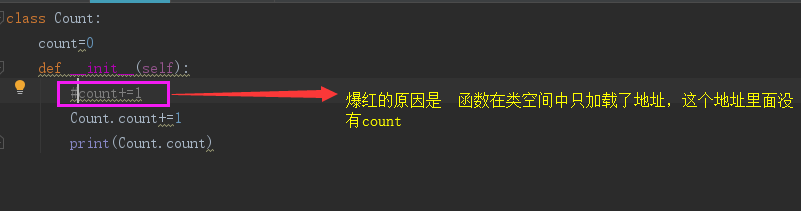 class Count:
count=0
def __init__(self):
#count+=1
爆红的原因是 函数在类空间中只加载了地址，这个地址里面没
有count
Count.count+=1
print(Count.count)